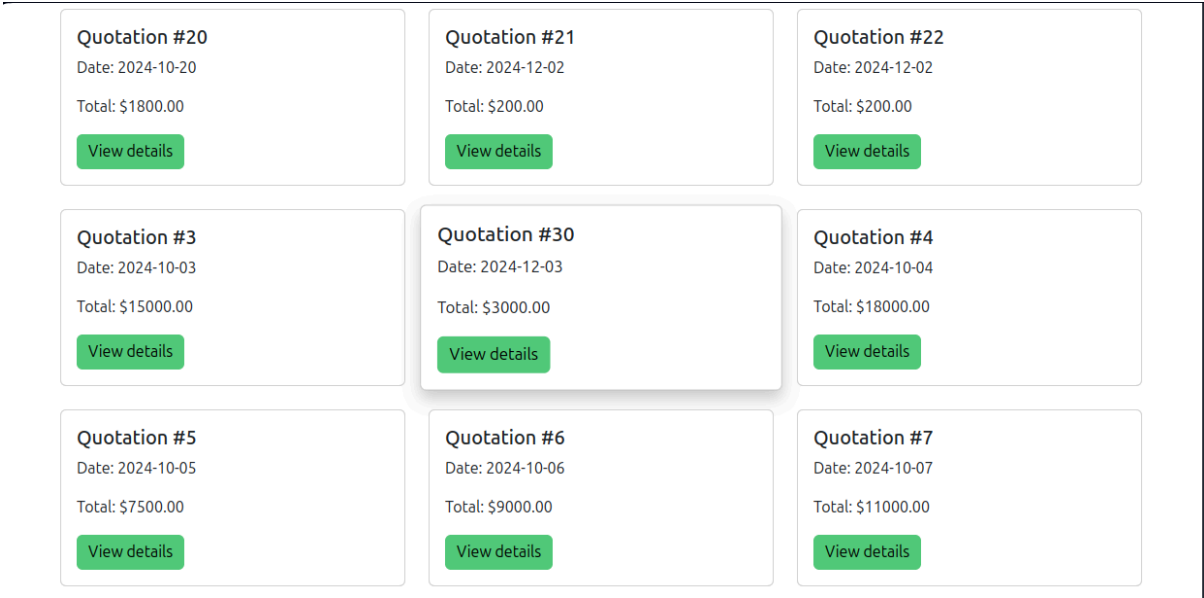 Quotation #20
Date: 2024-10-20
Total: $1800.00
View details
Quotation #21
Date: 2024-12-02
Total: $200.00
View details
Quotation #22
Date: 2024-12-02
Total: $200.00
View details
Quotation #3
Date: 2024-10-03
Total: $15000.00
View details
Quotation #30
Date: 2024-12-03
Total: $3000.00
View details
Quotation #4
Date: 2024-10-04
Total: $18000.00
View details
Quotation #5
Date: 2024-10-05
Total: $7500.00
View details
Quotation #6
Date: 2024-10-06
Total: $9000.00
View details
Quotation #7
Date: 2024-10-07
Total: $11000.00
View details